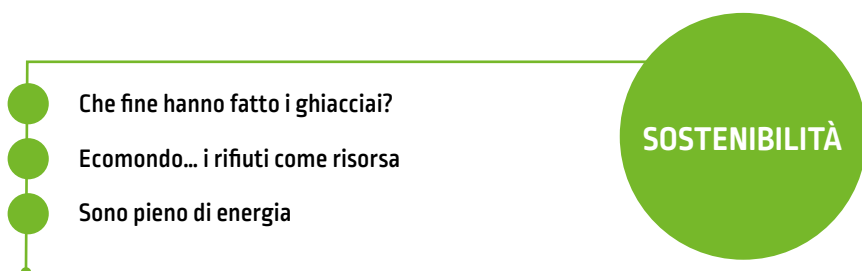 Che fine hanno fatto i ghiacciai?
Ecomondo... i rifiuti come risorsa
Sono pieno di energia
SOSTENIBILITÀ